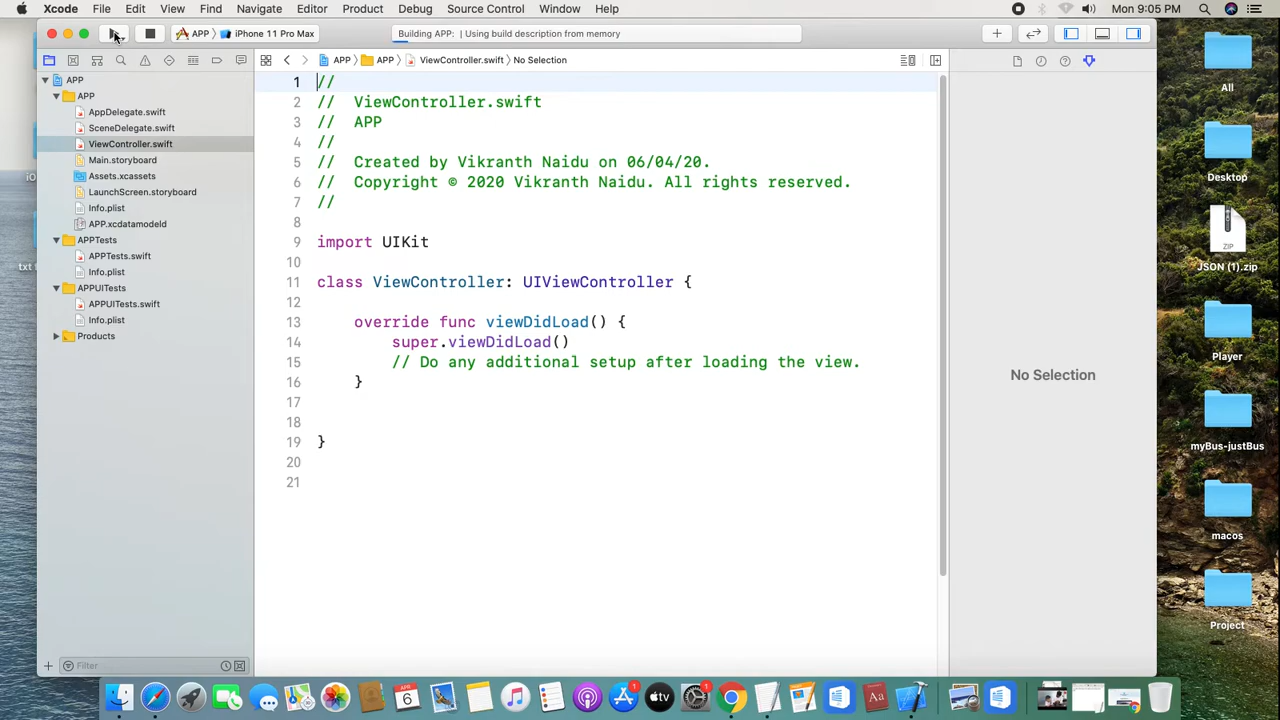 Xcode File Edit View Find Navigate Editor Product Debug Source Control Window Help Mon 9:05 PM
APP 〉 iPhone 11 Pro Max Building APP: | Using build description from memory
APP 〉 APP 〉 ViewController.swift 〉 No Selection
APP
APP
AppDelegate.swift
SceneDelegate.swift
ViewController.swift
Main.storyboard
Assets.xcassets
LaunchScreen.storyboard
Info.plist
APP.xcdatamodeld
APPTests
APPTests.swift
Info.plist
APPUITests
APPUITests.swift
Info.plist
Products
Filter
1 //
2 //  ViewController.swift
3 //  APP
4 //
5 //  Created by Vikranth Naidu on 06/04/20.
6 //  Copyright © 2020 Vikranth Naidu. All rights reserved.
7 //
8
9 import UIKit
10
11 class ViewController: UIViewController {
12
13     override func viewDidLoad() {
14         super.viewDidLoad()
15         // Do any additional setup after loading the view.
16     }
17
18
19 }
20
21
No Selection
All
Desktop
ZIP
JSON (1).zip
Player
myBus-justBus
macos
Project
APR
6
1
tv
1
Aa